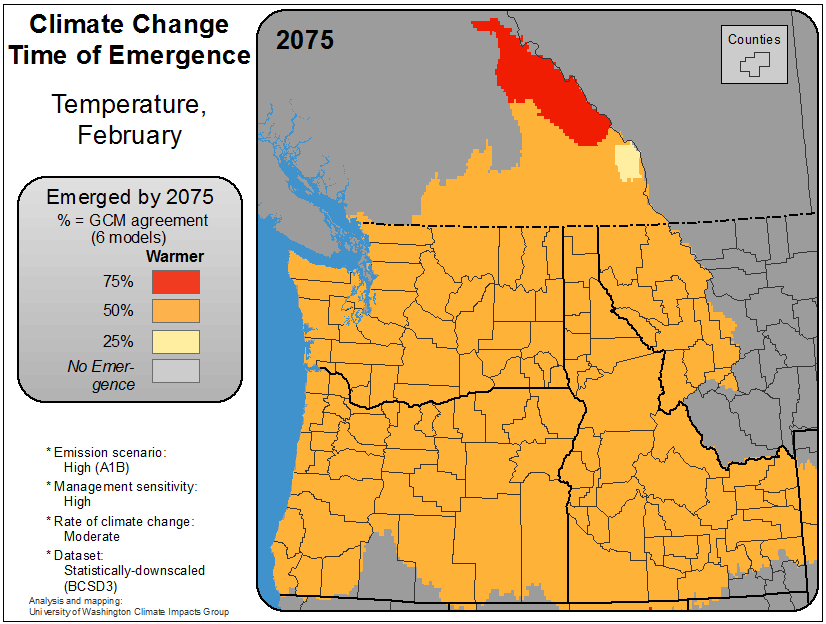 Climate Change
Time of Emergence
Temperature,
February
Emerged by 2075
% = GCM agreement
(6 models)
Warmer
75%
50%
25%
No Emer-
gence
* Emission scenario:
High (A1B)
* Management sensitivity:
High
* Rate of climate change:
Moderate
* Dataset:
Statistically-downscaled
(BCSD3)
Analysis and mapping:
University of Washington Climate Impacts Group
2075
Counties